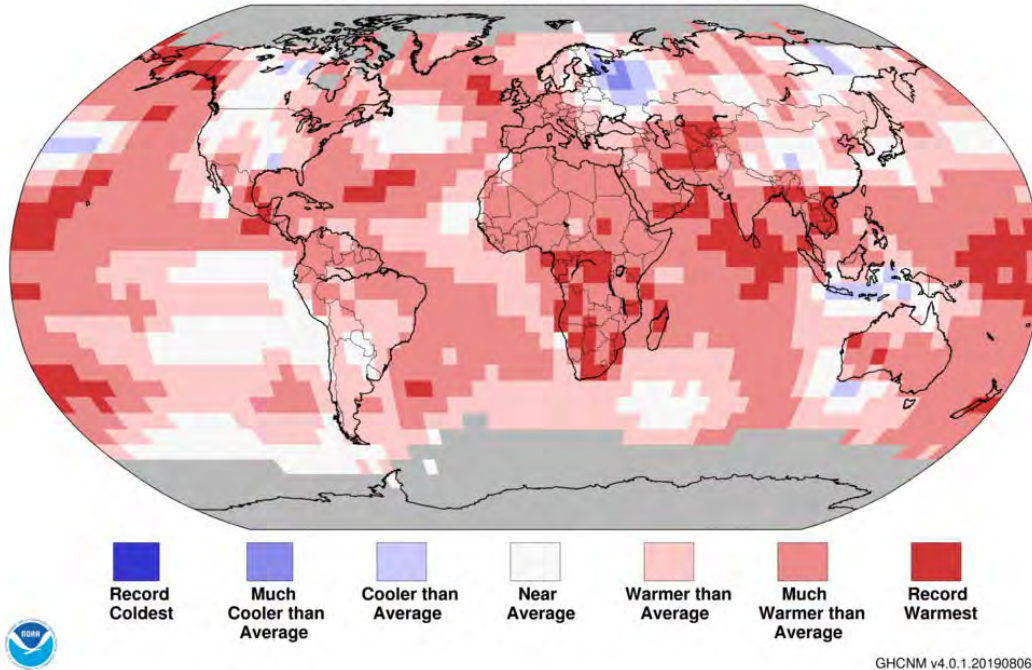 Record
Coldest
Much
Cooler than
Average
Cooler than
Average
Near
Average
Warmer than
Average
Much
Warmer than
Average
Record
Warmest
NOAA
GHCNM v4.0.1.20190806